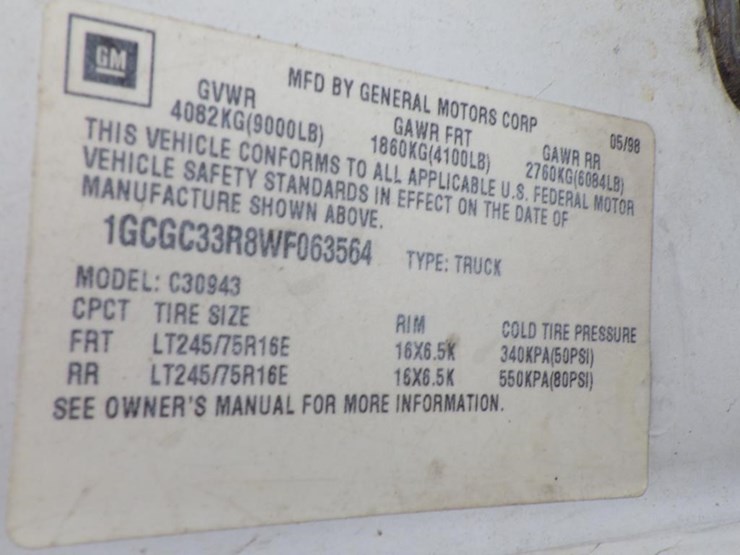 GM
MFD BY GENERAL MOTORS CORP 05/98
GVWR GAWR FRT GAWR RR
4082KG(9000LB) 1860KG(4100LB) 2760KG(6084LB)
THIS VEHICLE CONFORMS TO ALL APPLICABLE U.S. FEDERAL MOTOR
VEHICLE SAFETY STANDARDS IN EFFECT ON THE DATE OF
MANUFACTURE SHOWN ABOVE.
1GCGC33R8WF063564 TYPE: TRUCK
MODEL: C30943
CPCT TIRE SIZE RIM COLD TIRE PRESSURE
FRT LT245/75R16E 16X6.5K 340KPA(50PSI)
RR LT245/75R16E 16X6.5K 550KPA(80PSI)
SEE OWNER'S MANUAL FOR MORE INFORMATION.